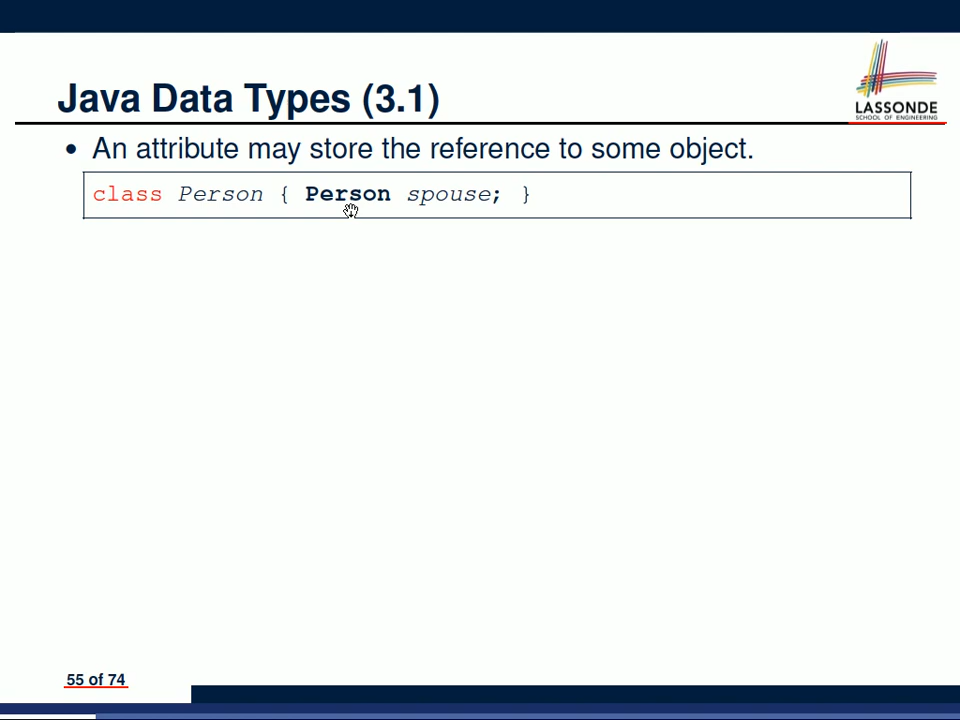 LASSONDE
SCHOOL OF ENGINEERING
Java Data Types (3.1)
• An attribute may store the reference to some object.
class Person { Person spouse; }
55 of 74